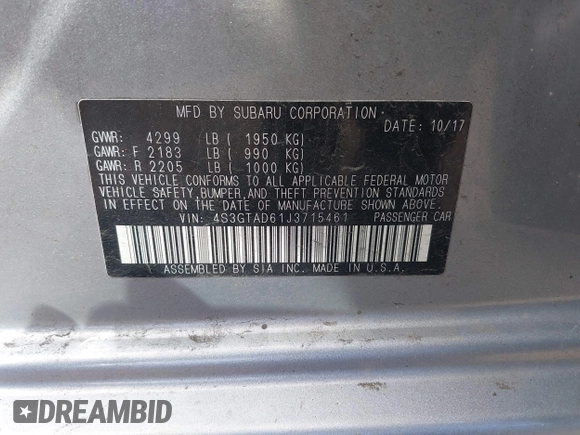 MFD BY SUBARU CORPORATION
DATE: 10/17
GVWR: 4299 LB ( 1950 KG)
GAWR: F 2183 LB ( 990 KG)
GAWR: R 2205 LB ( 1000 KG)
THIS VEHICLE CONFORMS TO ALL APPLICABLE FEDERAL MOTOR
VEHICLE SAFETY, BUMPER, AND THEFT PREVENTION STANDARDS
IN EFFECT ON THE DATE OF MANUFACTURE SHOWN ABOVE.
VIN: 4S3GTAD61J3715461 PASSENGER CAR
ASSEMBLED BY SIA INC. MADE IN U.S.A.
DREAMBID